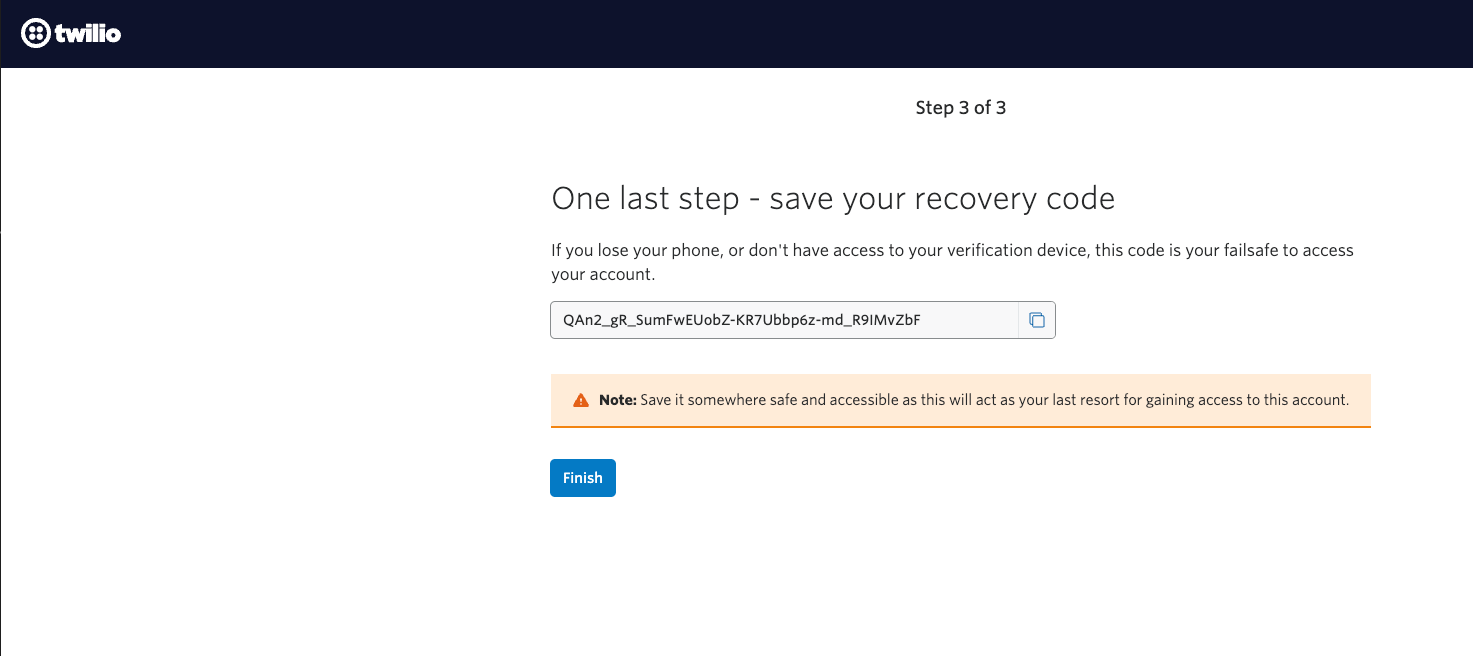 twilio
Step 3 of 3
One last step - save your recovery code
If you lose your phone, or don't have access to your verification device, this code is your failsafe to access
your account.
QAn2_gR_SumFwEUobZ-KR7Ubbp6z-md_R9IMvZbF
Note: Save it somewhere safe and accessible as this will act as your last resort for gaining access to this account.
Finish